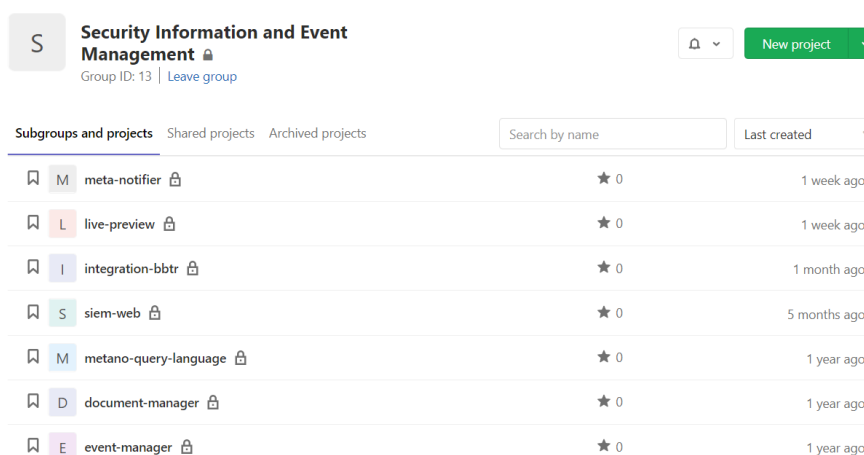 S
Security Information and Event
Management
Group ID: 13 Leave group
New project
Subgroups and projects Shared projects Archived projects Search by name Last created
M meta-notifier 0 1 week ago
L live-preview 0 1 week ago
I integration-bbtr 0 1 month ago
S siem-web 0 5 months ago
M metano-query-language 0 1 year ago
D document-manager 0 1 year ago
E event-manager 0 1 year ago